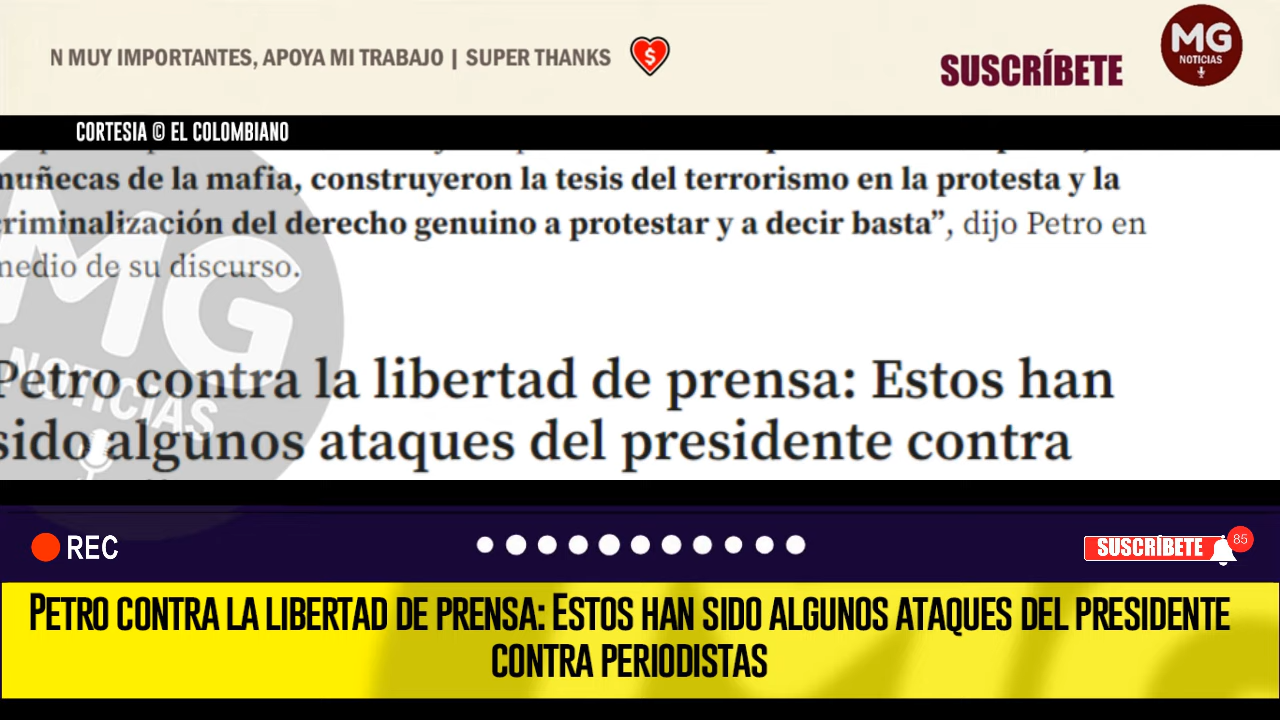 N MUY IMPORTANTES, APOYA MI TRABAJO | SUPER THANKS
$
SUSCRÍBETE
MG
NOTICIAS
CORTESIA © EL COLOMBIANO
muñecas de la mafia, construyeron la tesis del terrorismo en la protesta y la
criminalización del derecho genuino a protestar y a decir basta”, dijo Petro en
medio de su discurso.
MG
NOTICIAS
Petro contra la libertad de prensa: Estos han
sido algunos ataques del presidente contra
REC
SUSCRÍBETE
85
PETRO CONTRA LA LIBERTAD DE PRENSA: ESTOS HAN SIDO ALGUNOS ATAQUES DEL PRESIDENTE
CONTRA PERIODISTAS